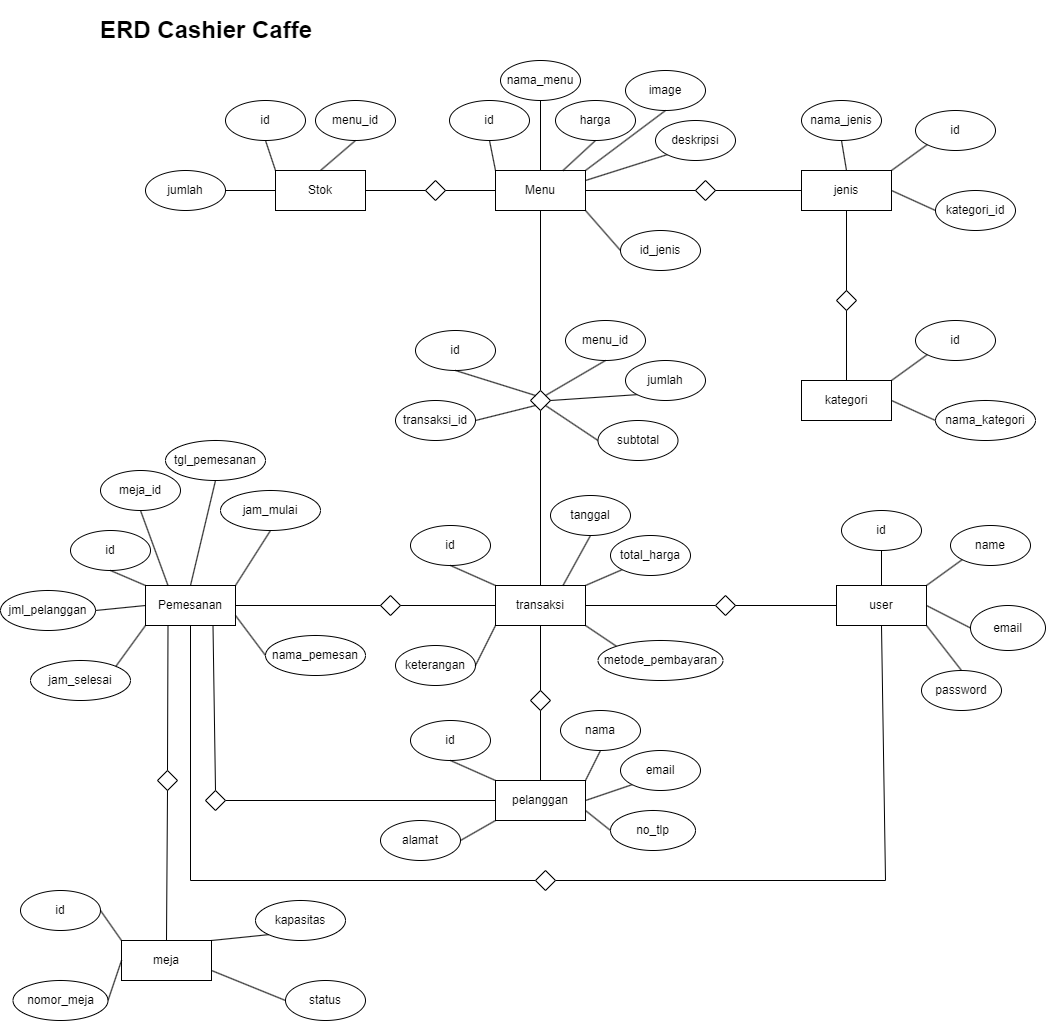 ERD Cashier Caffe
nama_menu
image
id
menu_id
id
harga
deskripsi
nama_jenis
id
jumlah
Stok
Menu
jenis
kategori_id
id_jenis
id
menu_id
jumlah
transaksi_id
subtotal
id
kategori
nama_kategori
tgl_pemesanan
meja_id
jam_mulai
id
jml_pelanggan
Pemesanan
jam_selesai
nama_pemesan
tanggal
id
total_harga
transaksi
keterangan
metode_pembayaran
id
name
user
email
password
id
nama
email
pelanggan
no_tlp
alamat
id
kapasitas
meja
nomor_meja
status